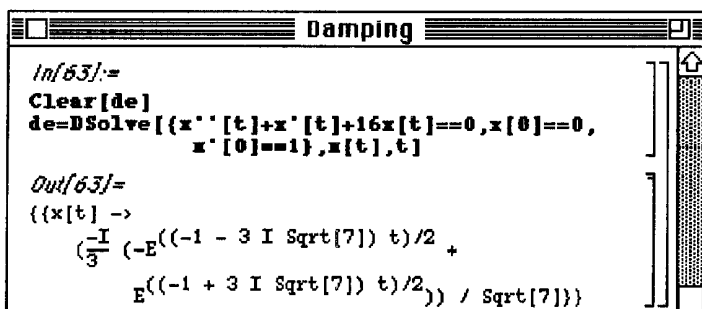 Damping
In[63]:=
Clear[de]
de=DSolve[{x''[t]+x'[t]+16x[t]==0,x[0]==0,
x'[0]==1},x[t],t]
Out[63]=
{{x[t] ->
(-I/3 (-E^((-1 - 3 I Sqrt[7]) t)/2 +
E^((-1 + 3 I Sqrt[7]) t)/2)) / Sqrt[7]}}